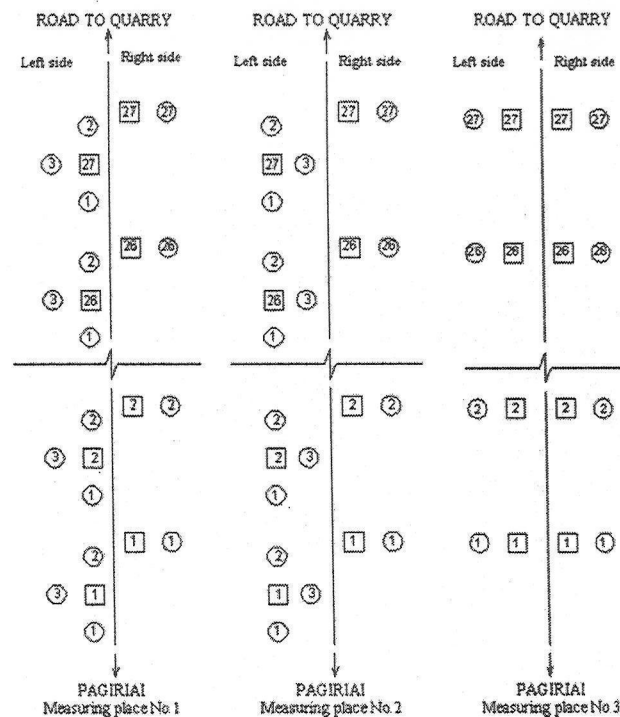 ROAD TO QUARRY ROAD TO QUARRY ROAD TO QUARRY
Left side Right side Left side Right side Left side Right side
27 27 27 27 27 27 27 27
2 2
3 27 27 3
1 1
26 26 26 26 26 26 26 26
2 2
3 26 26 3
1 1
2 2 2 2 2 2 2 2
2 2
3 2 2 3
1 1
1 1 1 1 1 1 1 1
2 2
3 1 1 3
1 1
PAGIRIAI PAGIRIAI PAGIRIAI
Measuring place No.1 Measuring place No.2 Measuring place No.3